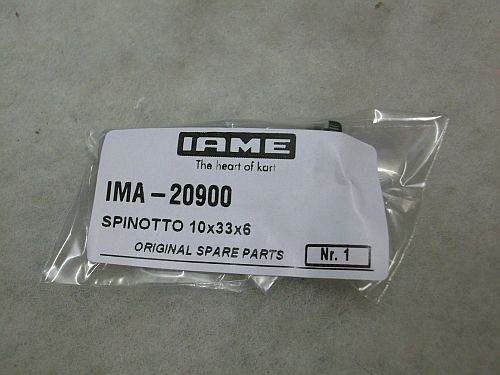 IAME
The heart of kart
IMA-20900
SPINOTTO 10x33x6
ORIGINAL SPARE PARTS
Nr. 1